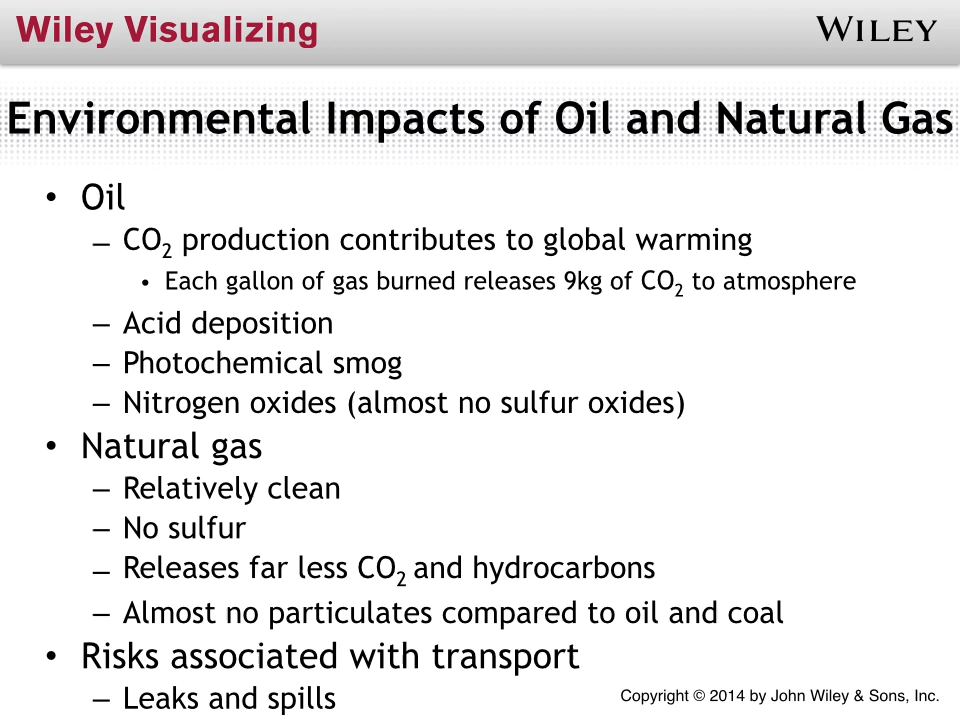 Wiley Visualizing
WILEY
Environmental Impacts of Oil and Natural Gas
• Oil
– CO₂ production contributes to global warming
• Each gallon of gas burned releases 9kg of CO₂ to atmosphere
– Acid deposition
– Photochemical smog
– Nitrogen oxides (almost no sulfur oxides)
• Natural gas
– Relatively clean
– No sulfur
– Releases far less CO₂ and hydrocarbons
– Almost no particulates compared to oil and coal
• Risks associated with transport
– Leaks and spills
Copyright © 2014 by John Wiley & Sons, Inc.